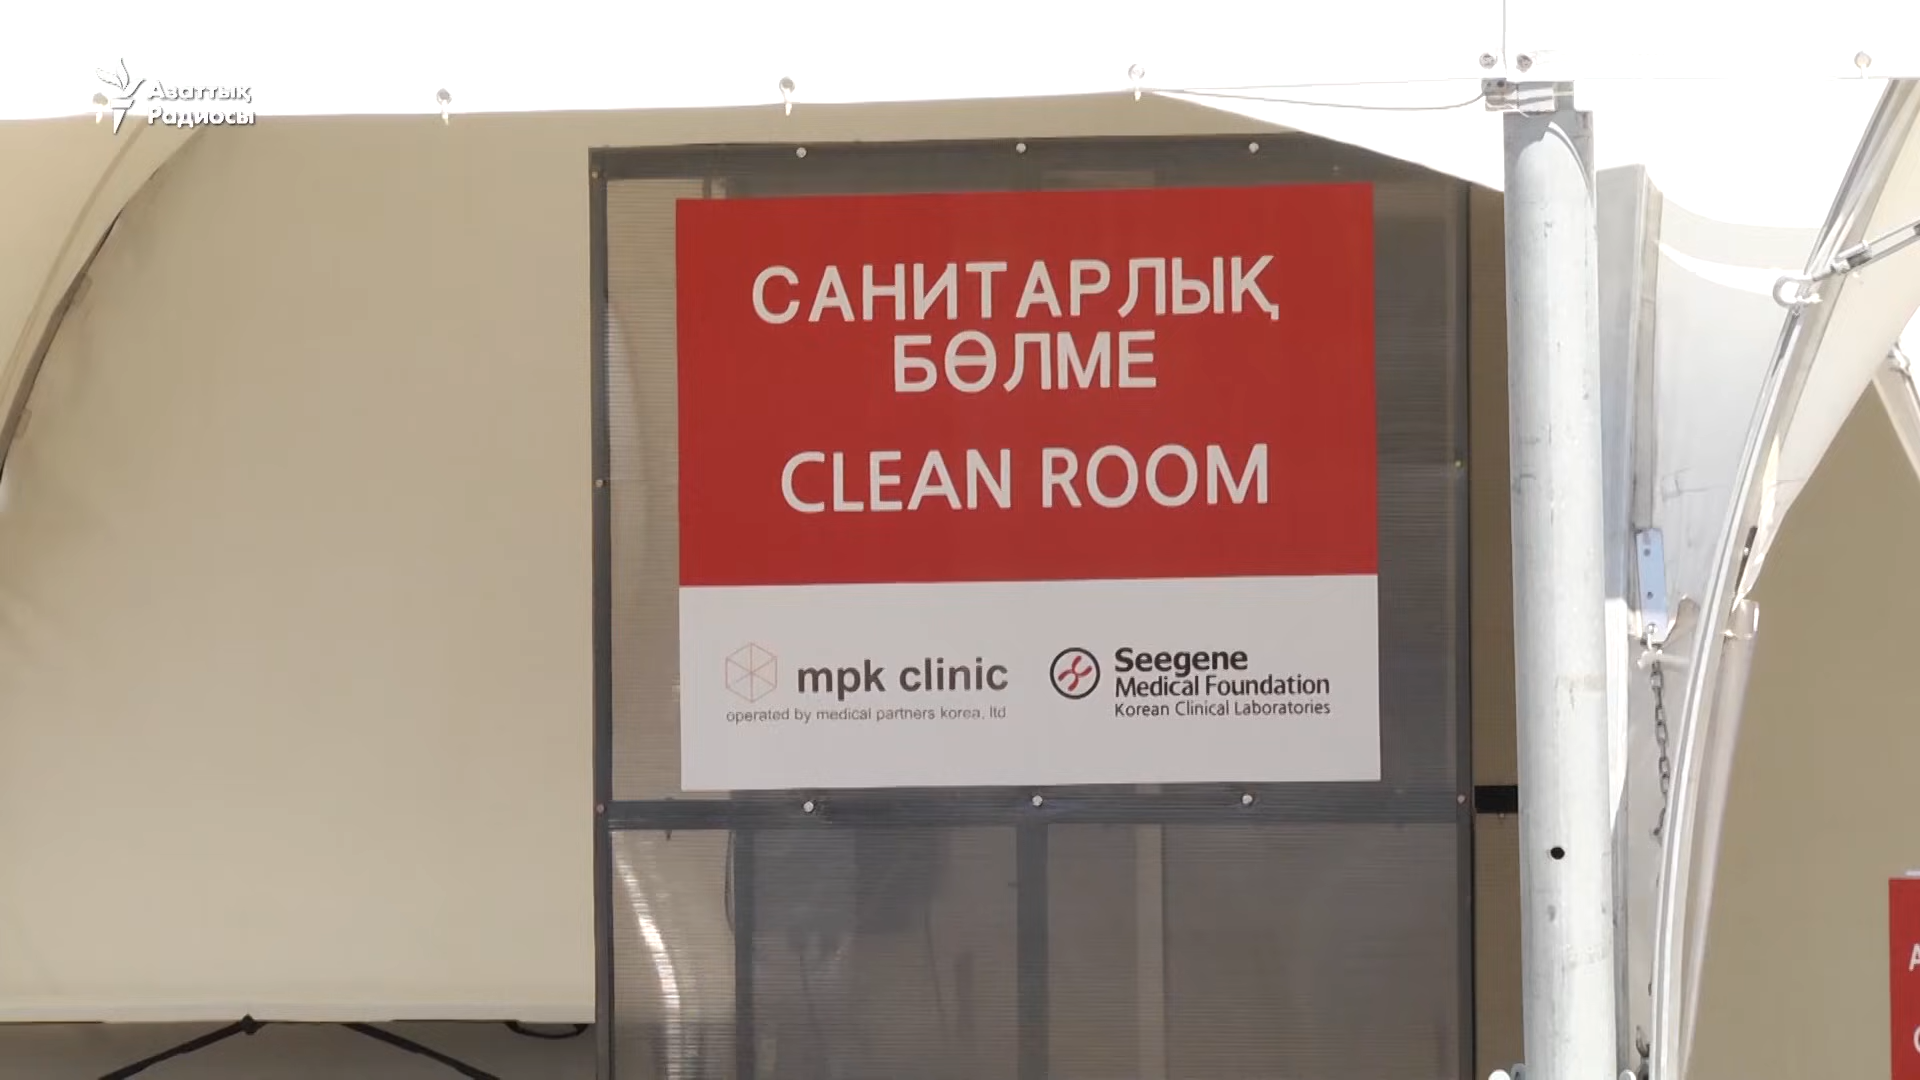 Азаттық
Радиосы
САНИТАРЛЫҚ
БӨЛМЕ
CLEAN ROOM
mpk clinic
operated by medical partners korea, ltd
Seegene
Medical Foundation
Korean Clinical Laboratories